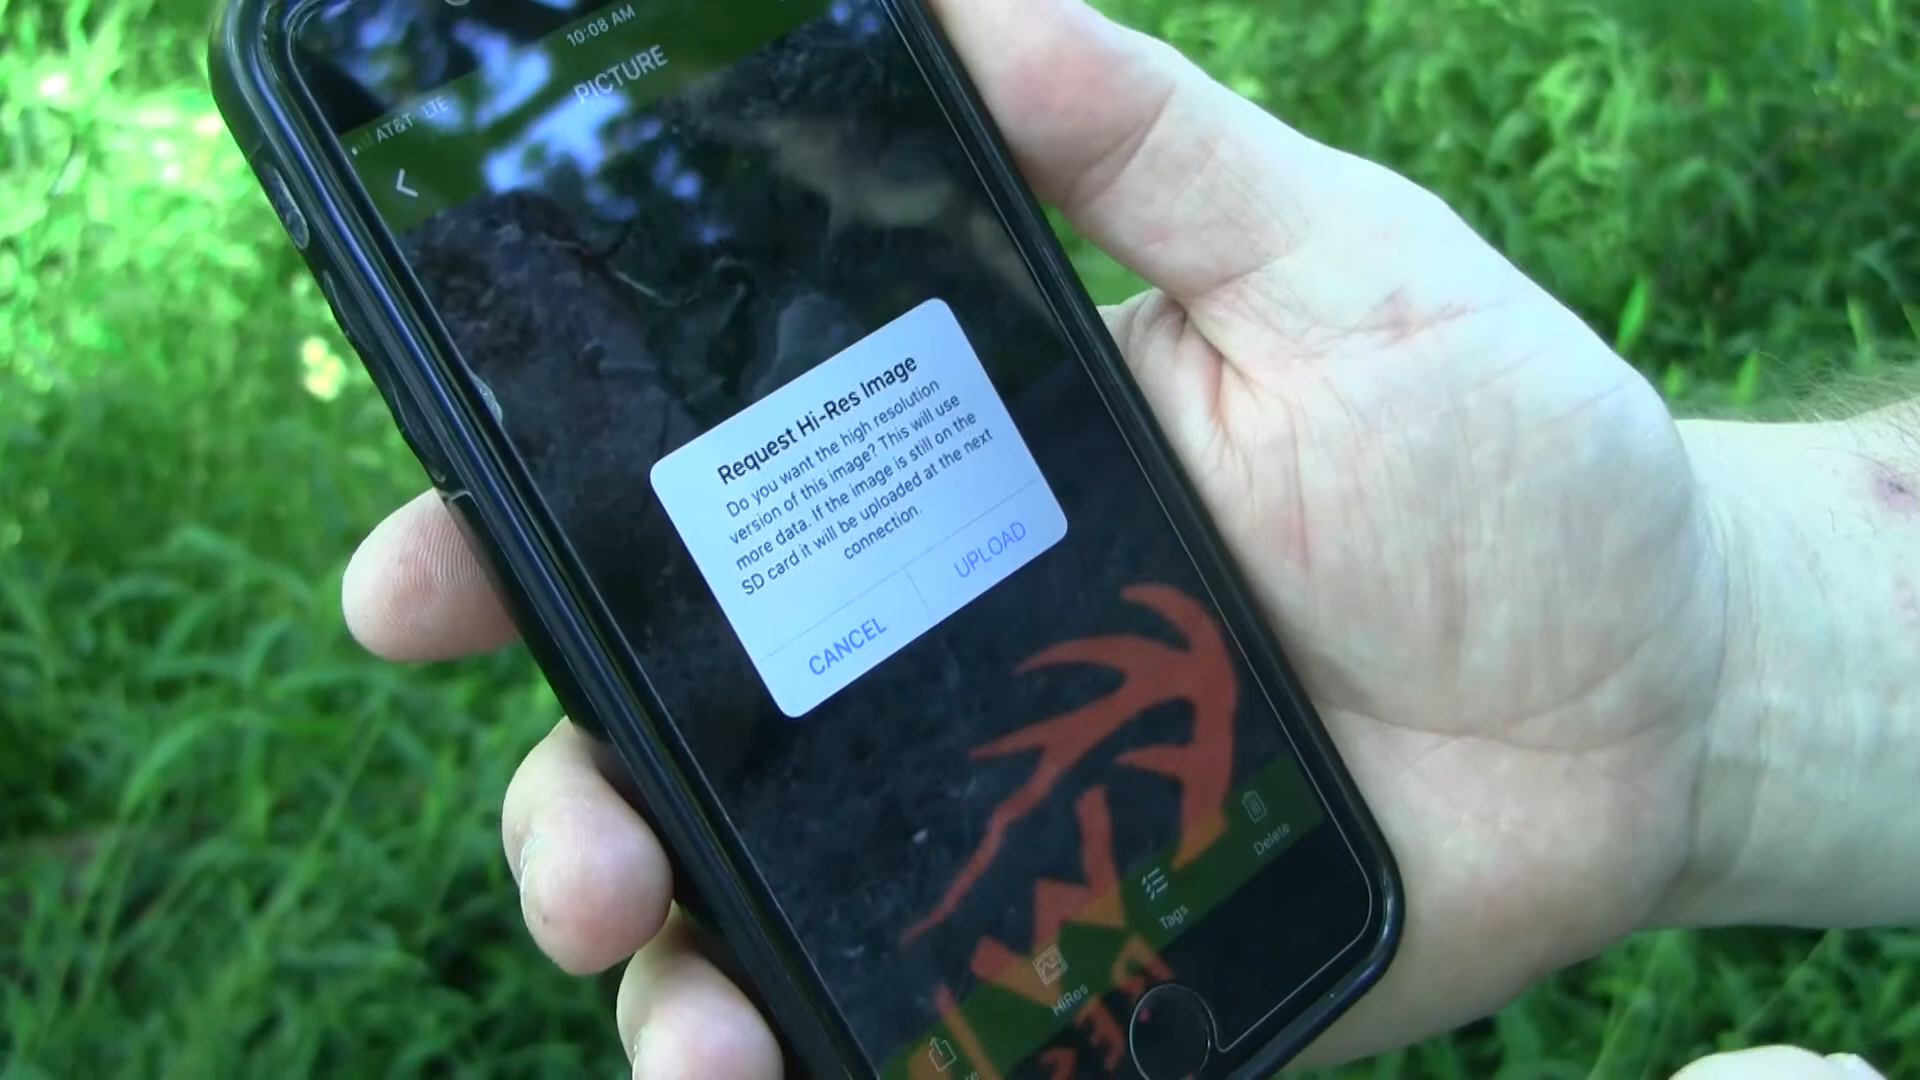 10:08 AM
AT&T LTE
PICTURE
Request Hi-Res Image
Do you want the high resolution
version of this image? This will use
more data. If the image is still on the
SD card it will be uploaded at the next
connection.
CANCEL
UPLOAD
Delete
Tags
HiRes